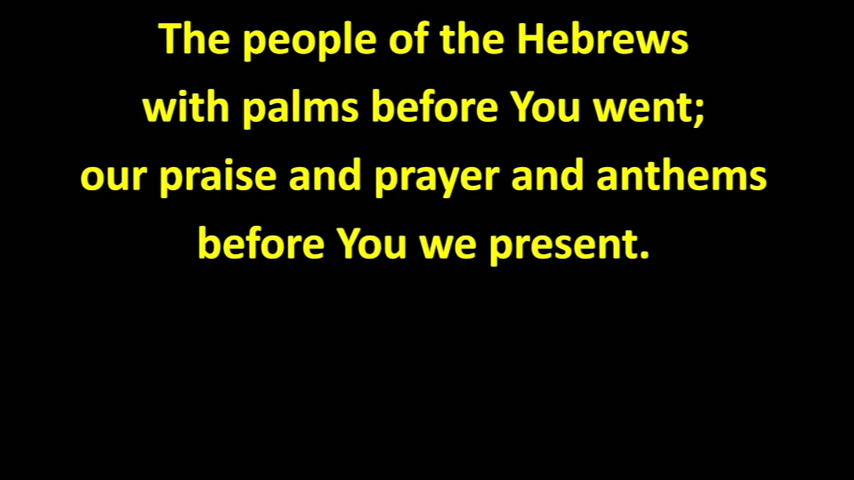 The people of the Hebrews
with palms before You went;
our praise and prayer and anthems
before You we present.